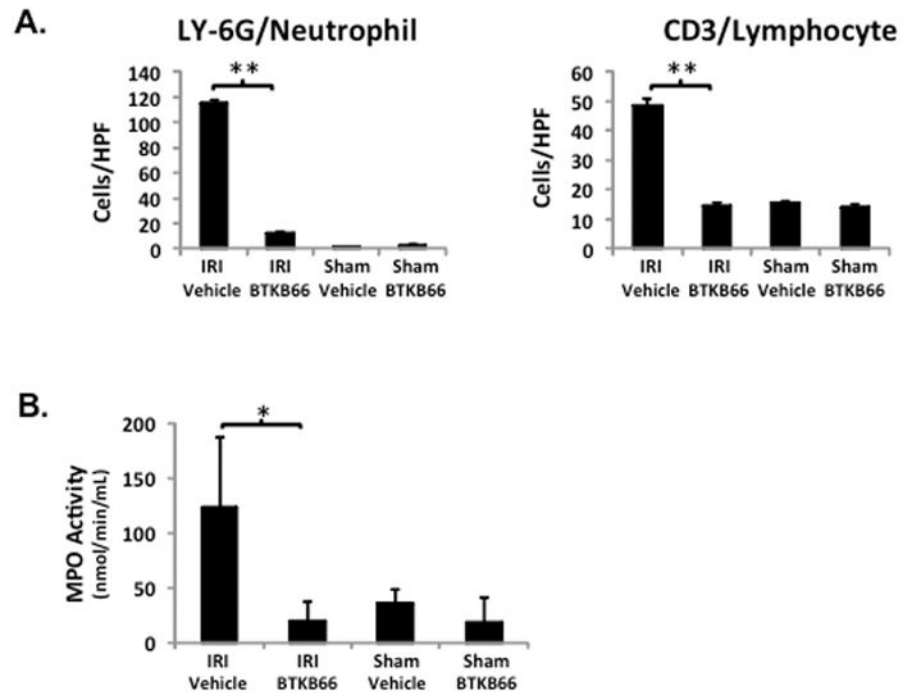 A.
LY-6G/Neutrophil
Cells/HPF
140
120
100
80
60
40
20
0
**
IRI Vehicle
IRI BTKB66
Sham Vehicle
Sham BTKB66
CD3/Lymphocyte
Cells/HPF
60
50
40
30
20
10
0
**
IRI Vehicle
IRI BTKB66
Sham Vehicle
Sham BTKB66
B.
MPO Activity
(nmol/min/mL)
200
150
100
50
0
*
IRI Vehicle
IRI BTKB66
Sham Vehicle
Sham BTKB66